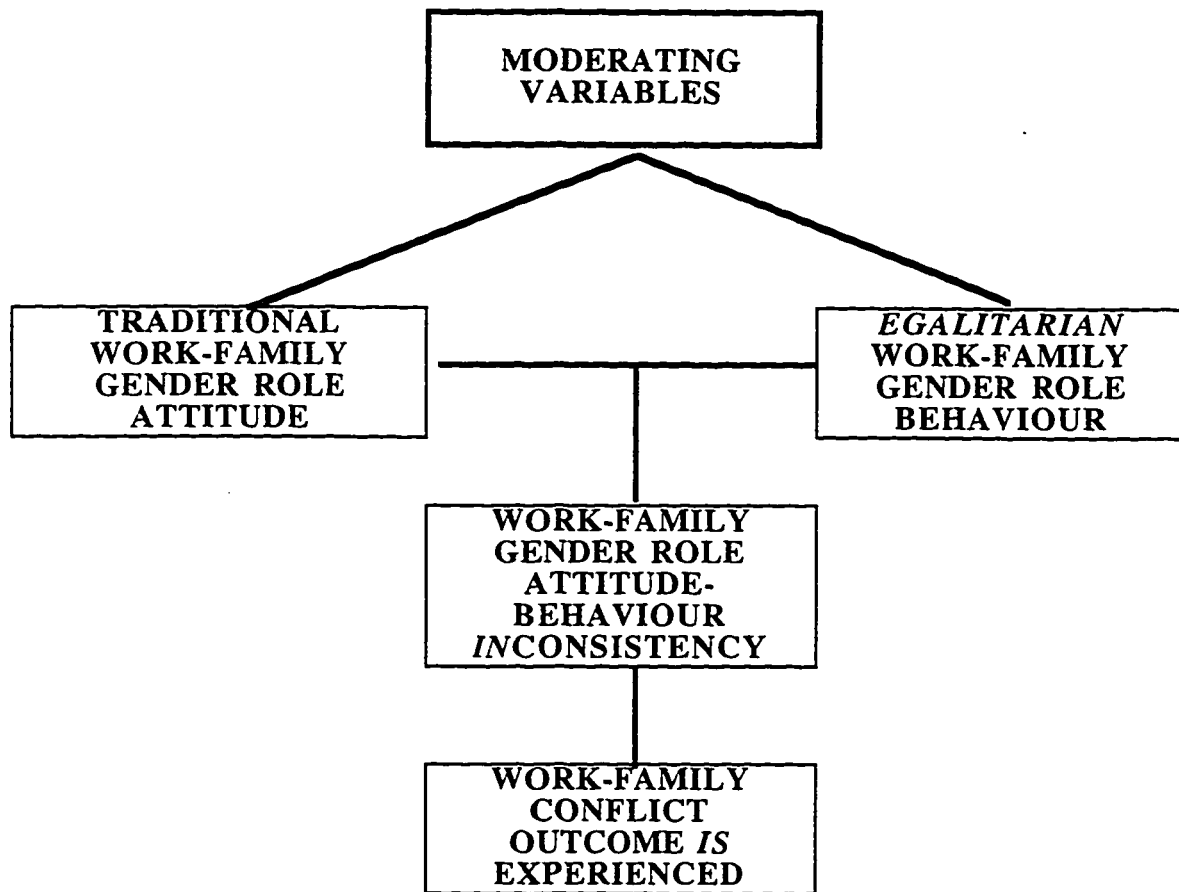 MODERATING
VARIABLES
TRADITIONAL
WORK-FAMILY
GENDER ROLE
ATTITUDE
EGALITARIAN
WORK-FAMILY
GENDER ROLE
BEHAVIOUR
WORK-FAMILY
GENDER ROLE
ATTITUDE-
BEHAVIOUR
INCONSISTENCY
WORK-FAMILY
CONFLICT
OUTCOME IS
EXPERIENCED